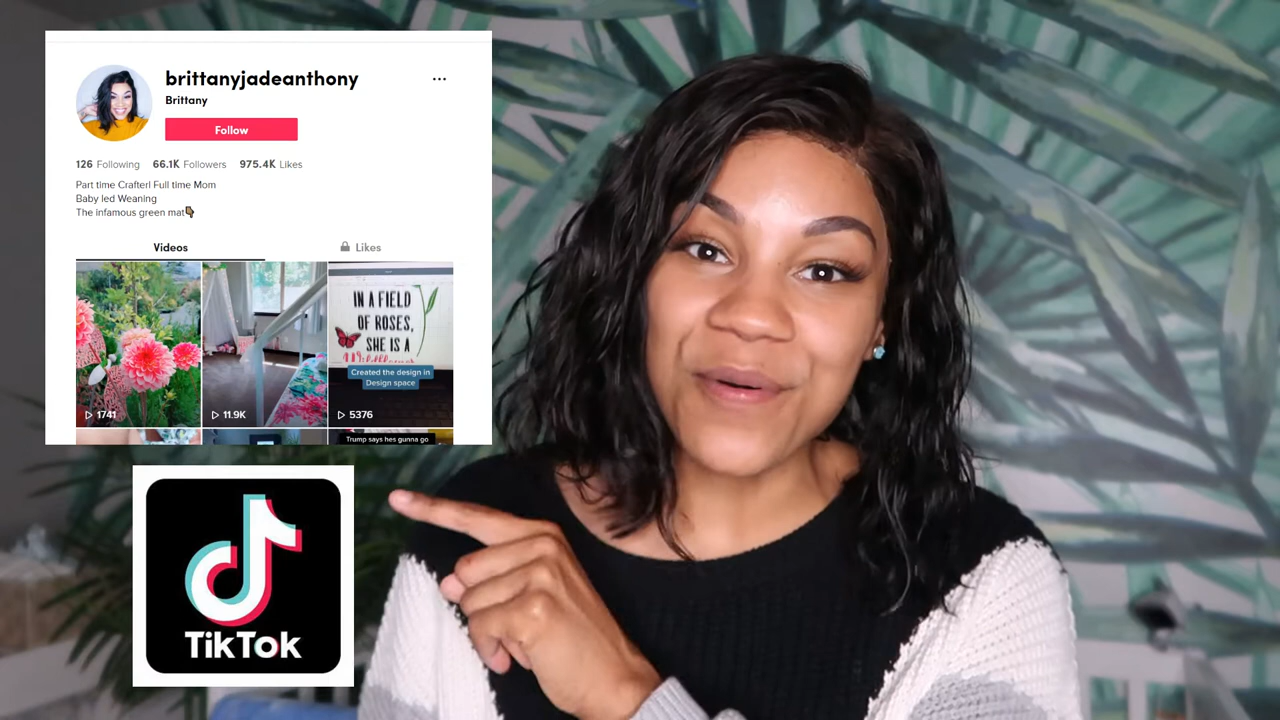 brittanyjadeanthony
Brittany
Follow
126 Following 66.1K Followers 975.4K Likes
Part time Crafter| Full time Mom
Baby led Weaning
The infamous green mat👇🏾
Videos Likes
IN A FIELD
OF ROSES,
SHE IS A
Created the design in
Design space
1741 11.9K 5376
Trump says hes gunna go
TikTok